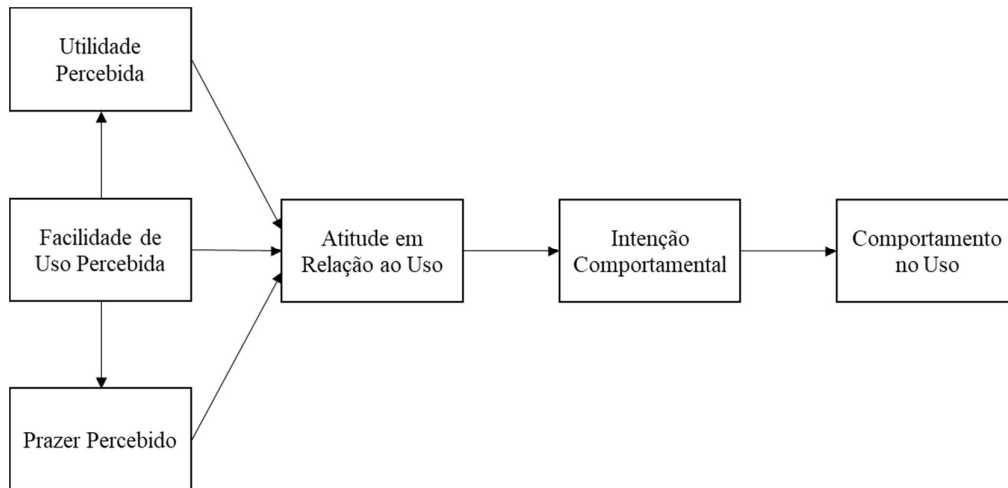 Utilidade
Percebida
Facilidade de
Uso Percebida
Prazer Percebido
Atitude em
Relação ao Uso
Intenção
Comportamental
Comportamento
no Uso